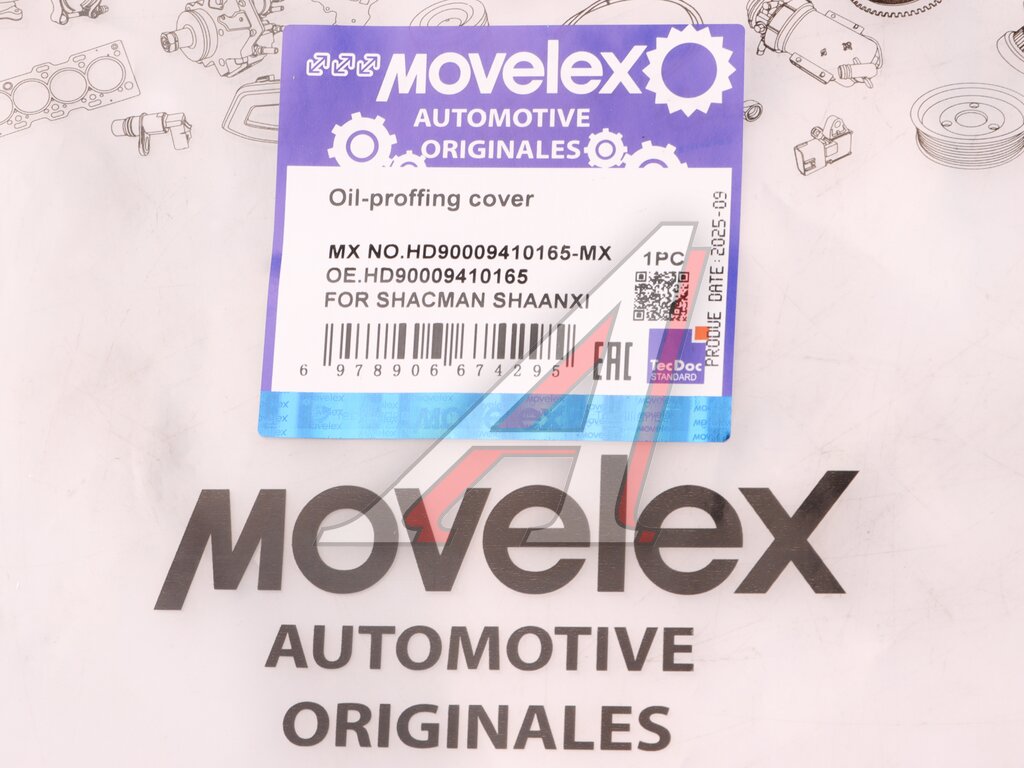 MOVELEX
AUTOMOTIVE
ORIGINALES
Oil-proffing cover
MX NO.HD90009410165-MX
OE.HD90009410165
FOR SHACMAN SHAANXI
1PC
PRODUE DATE:2025-09
6 978906 674295
EAC
TecDoc
STANDARD
MOVELEX
MOVELEX
AUTOMOTIVE
ORIGINALES